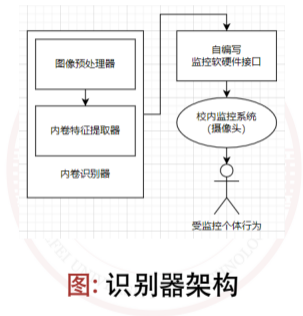 图像预处理器
内卷特征提取器
内卷识别器
自编写
监控软硬件接口
校内监控系统
(摄像头)
受监控个体行为
图: 识别器架构